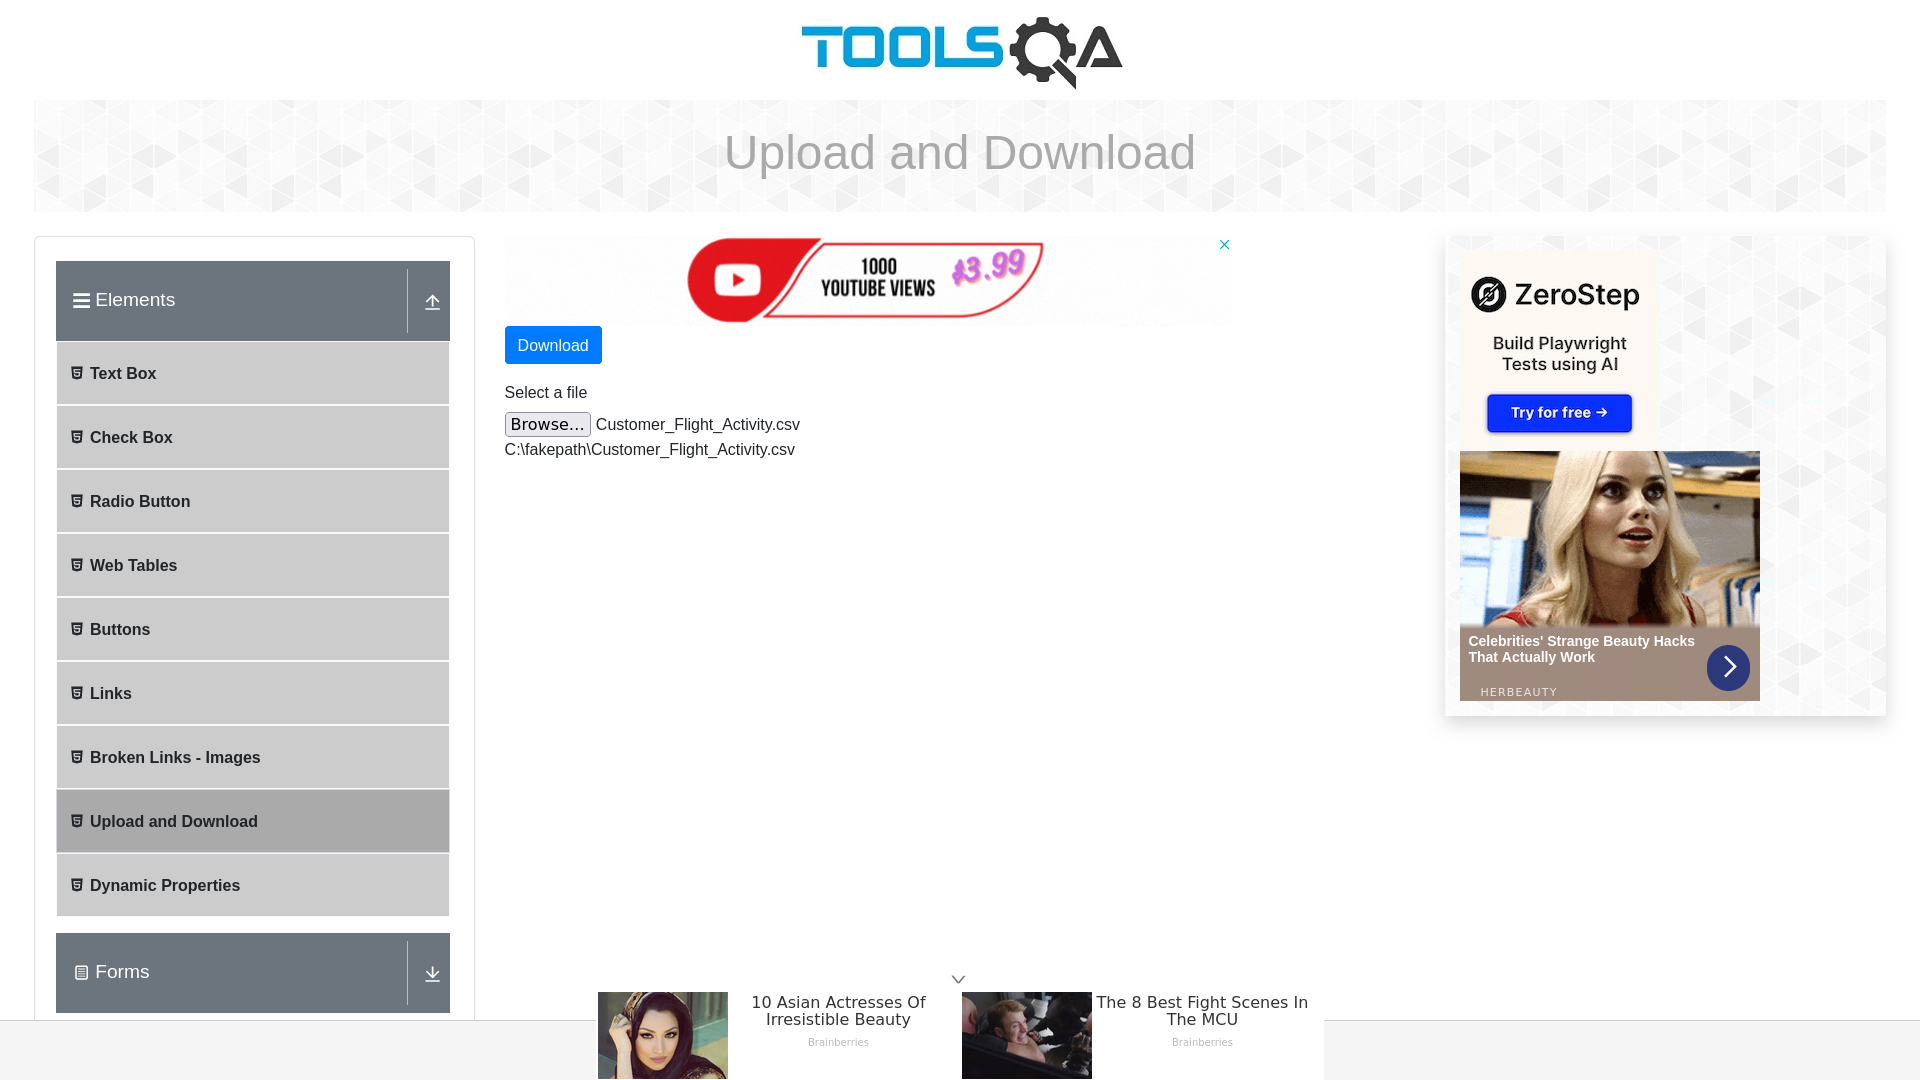 TOOLSQA
Upload and Download
Elements
Text Box
Check Box
Radio Button
Web Tables
Buttons
Links
Broken Links - Images
Upload and Download
Dynamic Properties
Forms
1000
YOUTUBE VIEWS
$3.99
Download
Select a file
Browse... Customer_Flight_Activity.csv
C:\fakepath\Customer_Flight_Activity.csv
ZeroStep
Build Playwright
Tests using AI
Try for free →
Celebrities' Strange Beauty Hacks
That Actually Work
HERBEAUTY
10 Asian Actresses Of
Irresistible Beauty
Brainberries
The 8 Best Fight Scenes In
The MCU
Brainberries